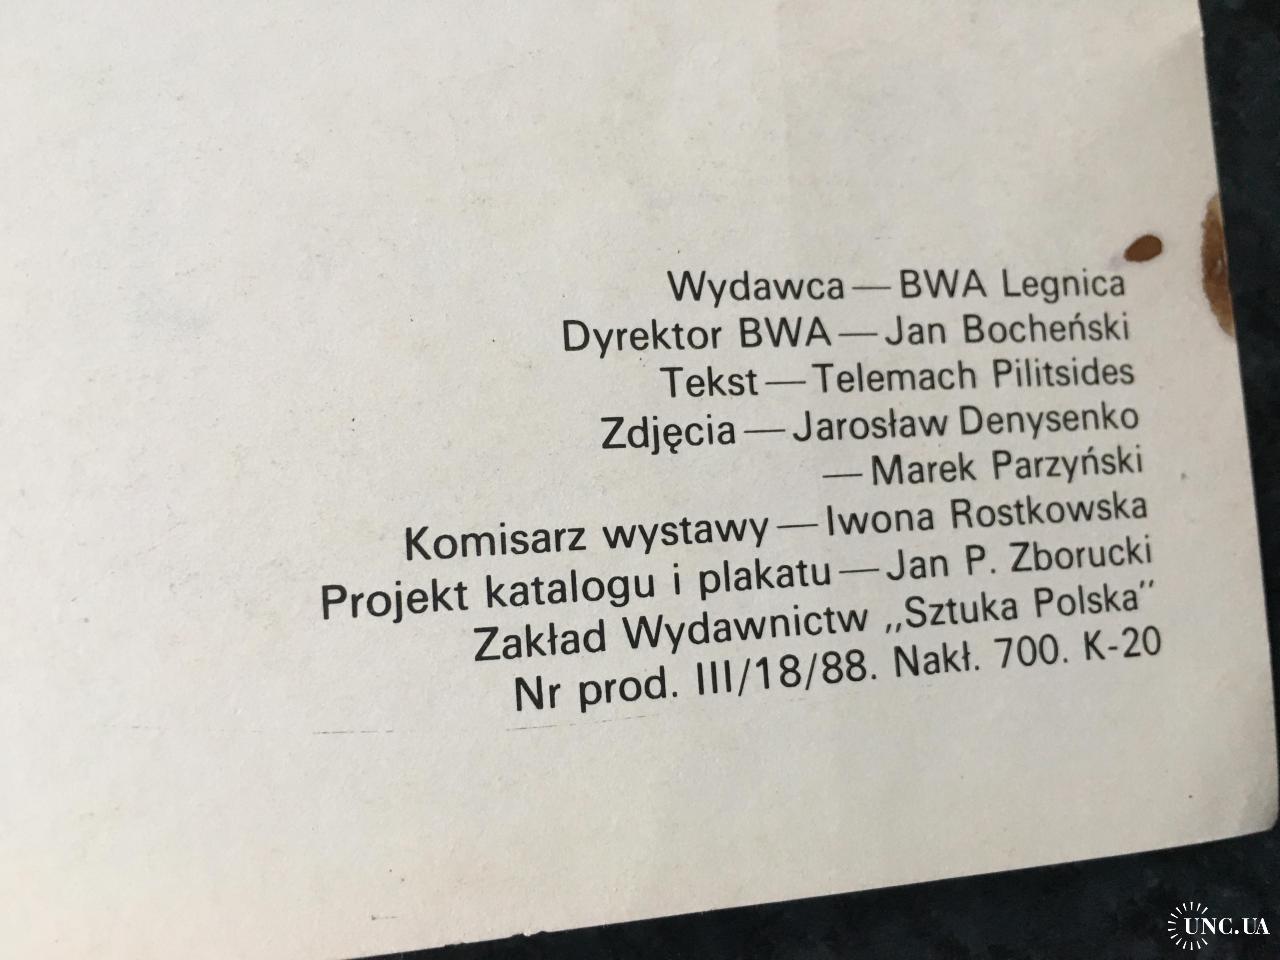 Wydawca — BWA Legnica
Dyrektor BWA — Jan Bocheński
Tekst — Telemach Pilitsides
Zdjęcia — Jarosław Denysenko
— Marek Parzyński
Komisarz wystawy — Iwona Rostkowska
Projekt katalogu i plakatu — Jan P. Zborucki
Zakład Wydawnictw „Sztuka Polska”
Nr prod. III/18/88. Nakł. 700. K-20
UNC.UA